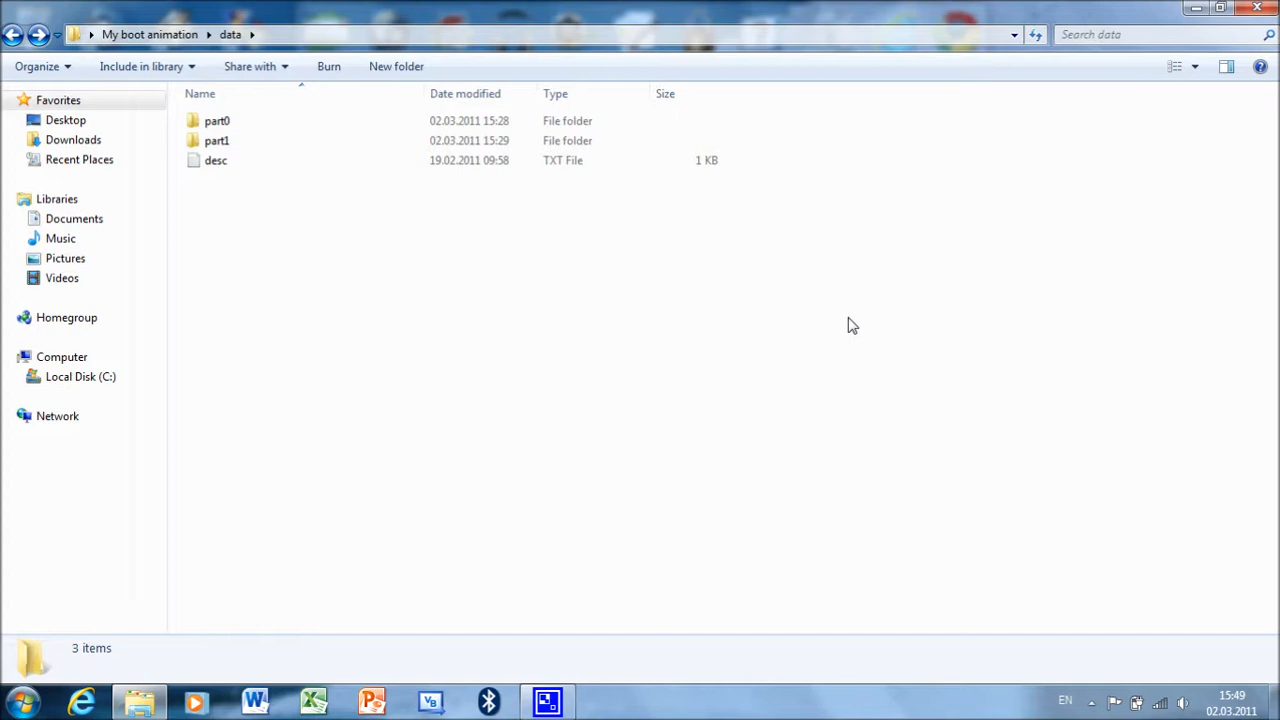 My boot animation data
Search data
Organize Include in library Share with Burn New folder
Name Date modified Type Size
Favorites
Desktop
Downloads
Recent Places
Libraries
Documents
Music
Pictures
Videos
Homegroup
Computer
Local Disk (C:)
Network
part0 02.03.2011 15:28 File folder
part1 02.03.2011 15:29 File folder
desc 19.02.2011 09:58 TXT File 1 KB
3 items
EN
15:49
02.03.2011